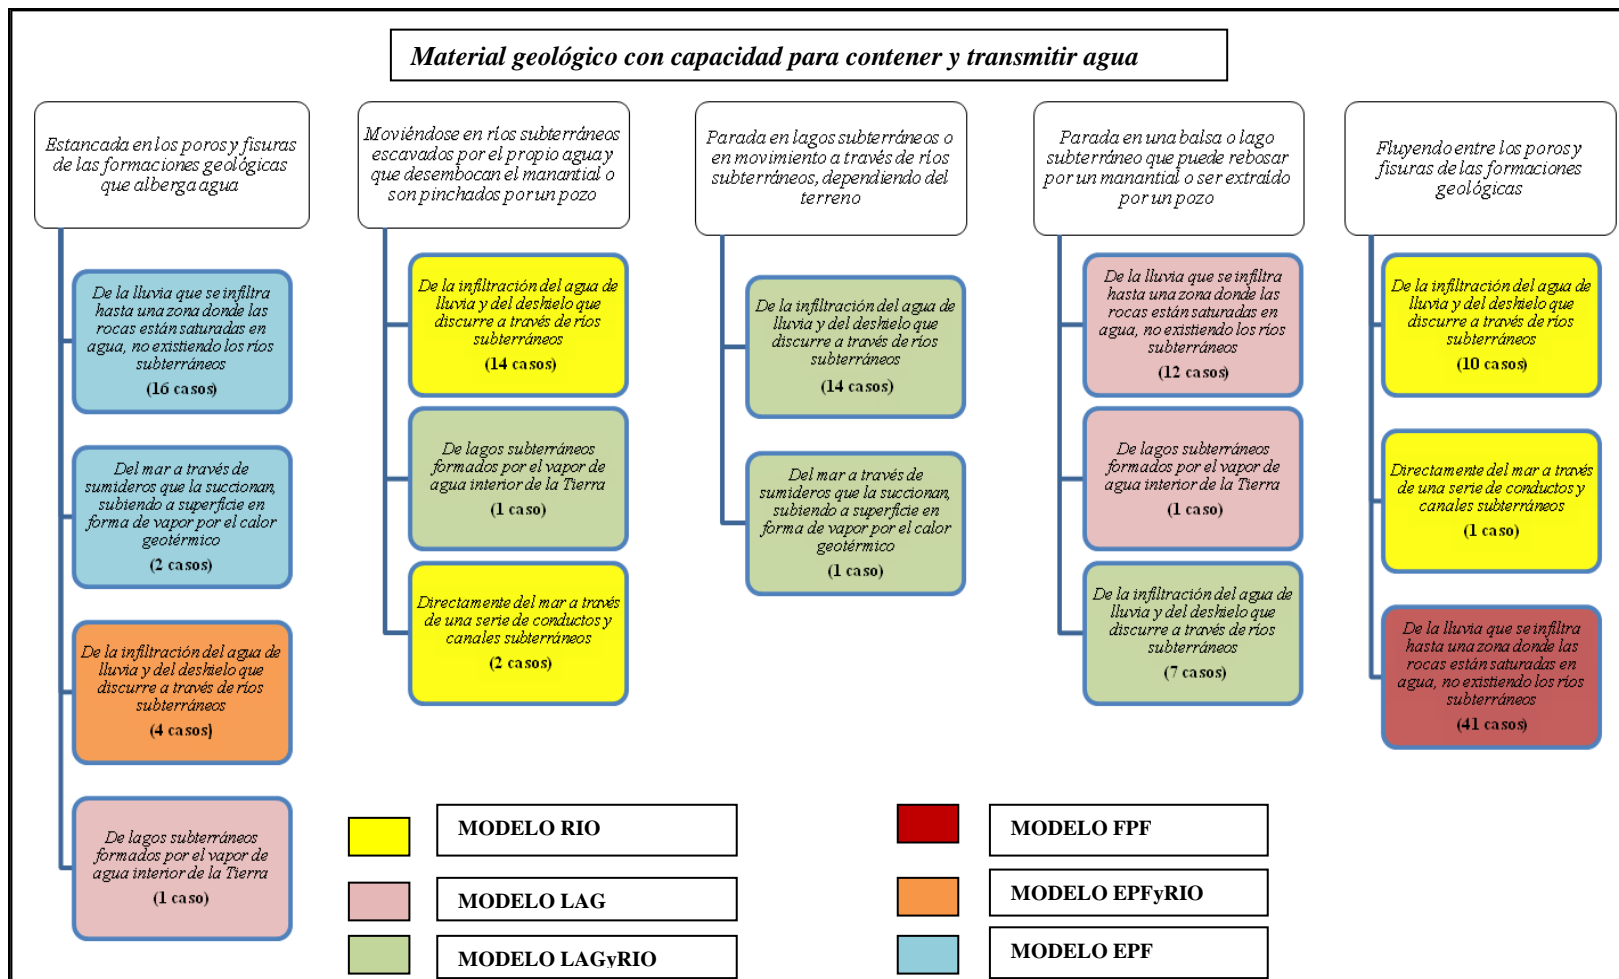 Material geológico con capacidad para contener y transmitir agua
Estancada en los poros y fisuras
de las formaciones geológicas
que alberga agua
De la lluvia que se infiltra
hasta una zona donde las
rocas están saturadas en
agua, no existiendo los ríos
subterráneos
(16 casos)
Del mar a través de
sumideros que la succionan,
subiendo a superficie en
forma de vapor por el calor
geotérmico
(2 casos)
De la infiltración del agua de
lluvia y del deshielo que
discurre a través de ríos
subterráneos
(4 casos)
De lagos subterráneos
formados por el vapor de
agua interior de la Tierra
(1 caso)
Moviéndose en ríos subterráneos
escavados por el propio agua y
que desembocan el manantial o
son pinchados por un pozo
De la infiltración del agua de
lluvia y del deshielo que
discurre a través de ríos
subterráneos
(14 casos)
De lagos subterráneos
formados por el vapor de
agua interior de la Tierra
(1 caso)
Directamente del mar a través
de una serie de conductos y
canales subterráneos
(2 casos)
Parada en lagos subterráneos o
en movimiento a través de ríos
subterráneos, dependiendo del
terreno
De la infiltración del agua de
lluvia y del deshielo que
discurre a través de ríos
subterráneos
(14 casos)
Del mar a través de
sumideros que la succionan,
subiendo a superficie en
forma de vapor por el calor
geotérmico
(1 caso)
Parada en una balsa o lago
subterráneo que puede rebosar
por un manantial o ser extraído
por un pozo
De la lluvia que se infiltra
hasta una zona donde las
rocas están saturadas en
agua, no existiendo los ríos
subterráneos
(12 casos)
De lagos subterráneos
formados por el vapor de
agua interior de la Tierra
(1 caso)
De la infiltración del agua de
lluvia y del deshielo que
discurre a través de ríos
subterráneos
(7 casos)
Fluyendo entre los poros y
fisuras de las formaciones
geológicas
De la infiltración del agua de
lluvia y del deshielo que
discurre a través de ríos
subterráneos
(10 casos)
Directamente del mar a través
de una serie de conductos y
canales subterráneos
(1 caso)
De la lluvia que se infiltra
hasta una zona donde las
rocas están saturadas en
agua, no existiendo los ríos
subterráneos
(41 casos)
MODELO RIO
MODELO LAG
MODELO LAGyRIO
MODELO FPF
MODELO EPFyRIO
MODELO EPF